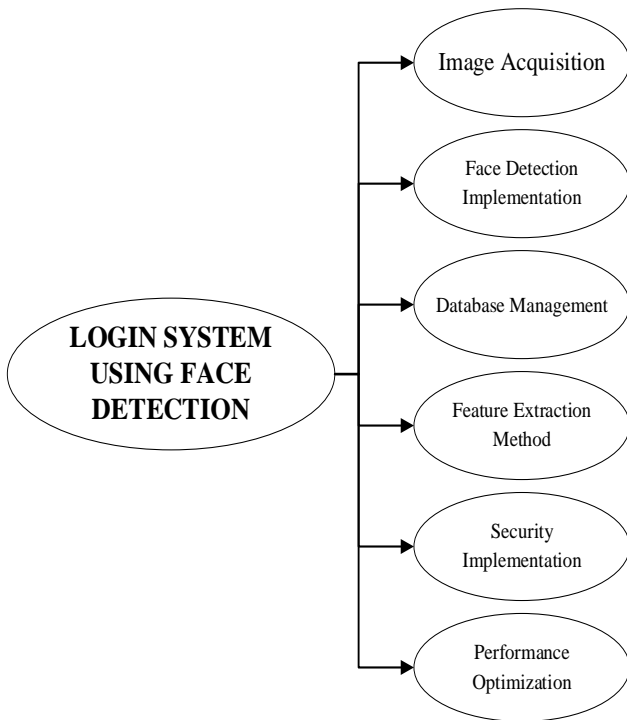 Image Acquisition
Face Detection
Implementation
Database Management
LOGIN SYSTEM
USING FACE
DETECTION
Feature Extraction
Method
Security
Implementation
Performance
Optimization